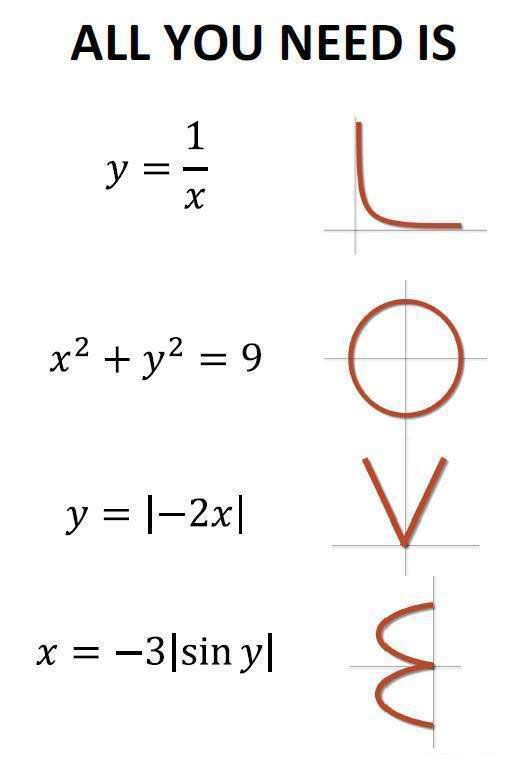 ALL YOU NEED IS
y = 1/x
x² + y² = 9
y = |−2x|
x = −3|sin y|